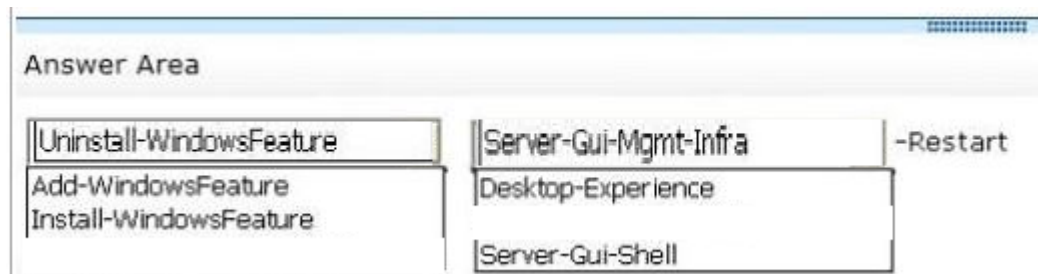 Answer Area
Uninstall-WindowsFeature Server-Gui-Mgmt-Infra -Restart
Add-WindowsFeature Desktop-Experience
Install-WindowsFeature
Server-Gui-Shell